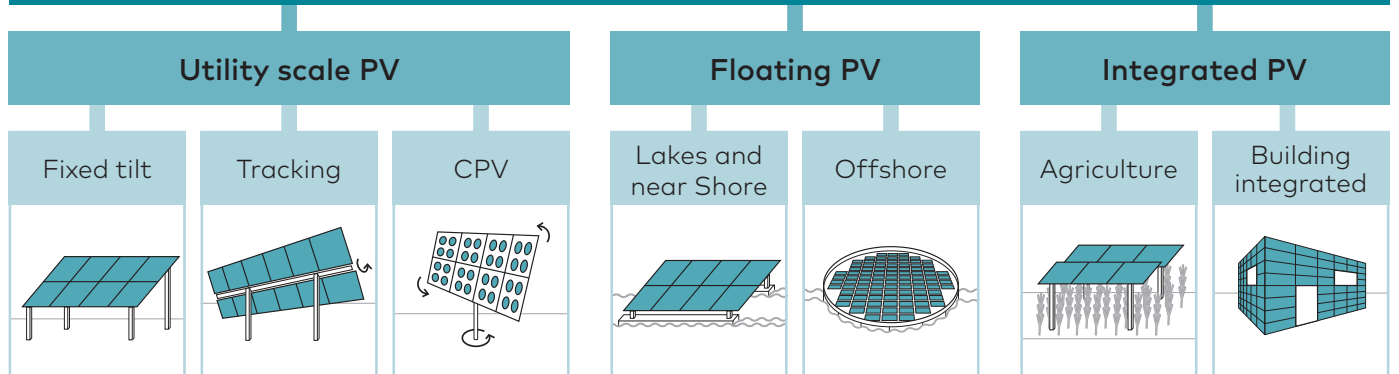 Utility scale PV
Floating PV
Integrated PV
Fixed tilt
Tracking
CPV
Lakes and
near Shore
Offshore
Agriculture
Building
integrated